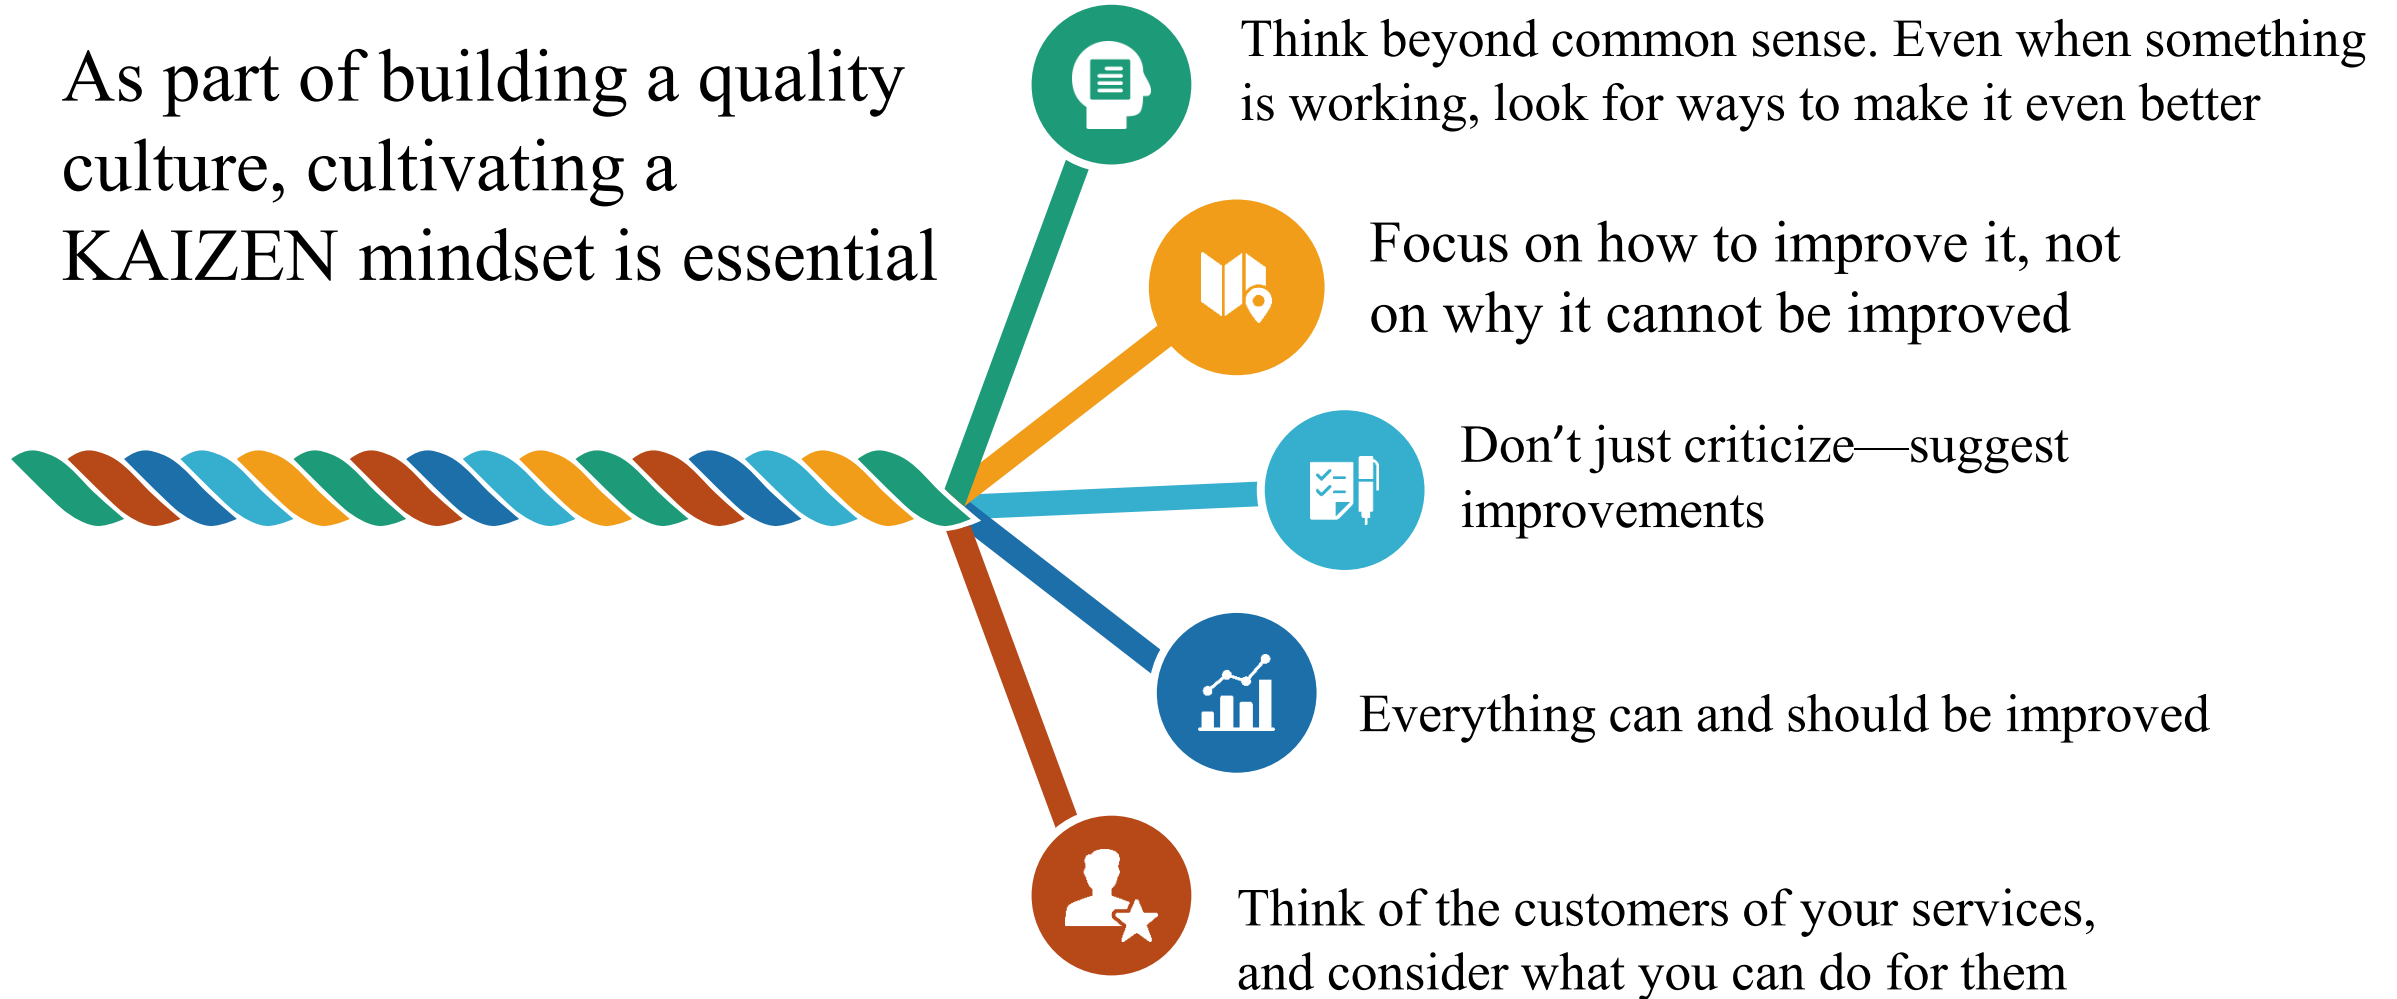 As part of building a quality
culture, cultivating a
KAIZEN mindset is essential
Think beyond common sense. Even when something
is working, look for ways to make it even better
Focus on how to improve it, not
on why it cannot be improved
Don’t just criticize—suggest
improvements
Everything can and should be improved
Think of the customers of your services,
and consider what you can do for them